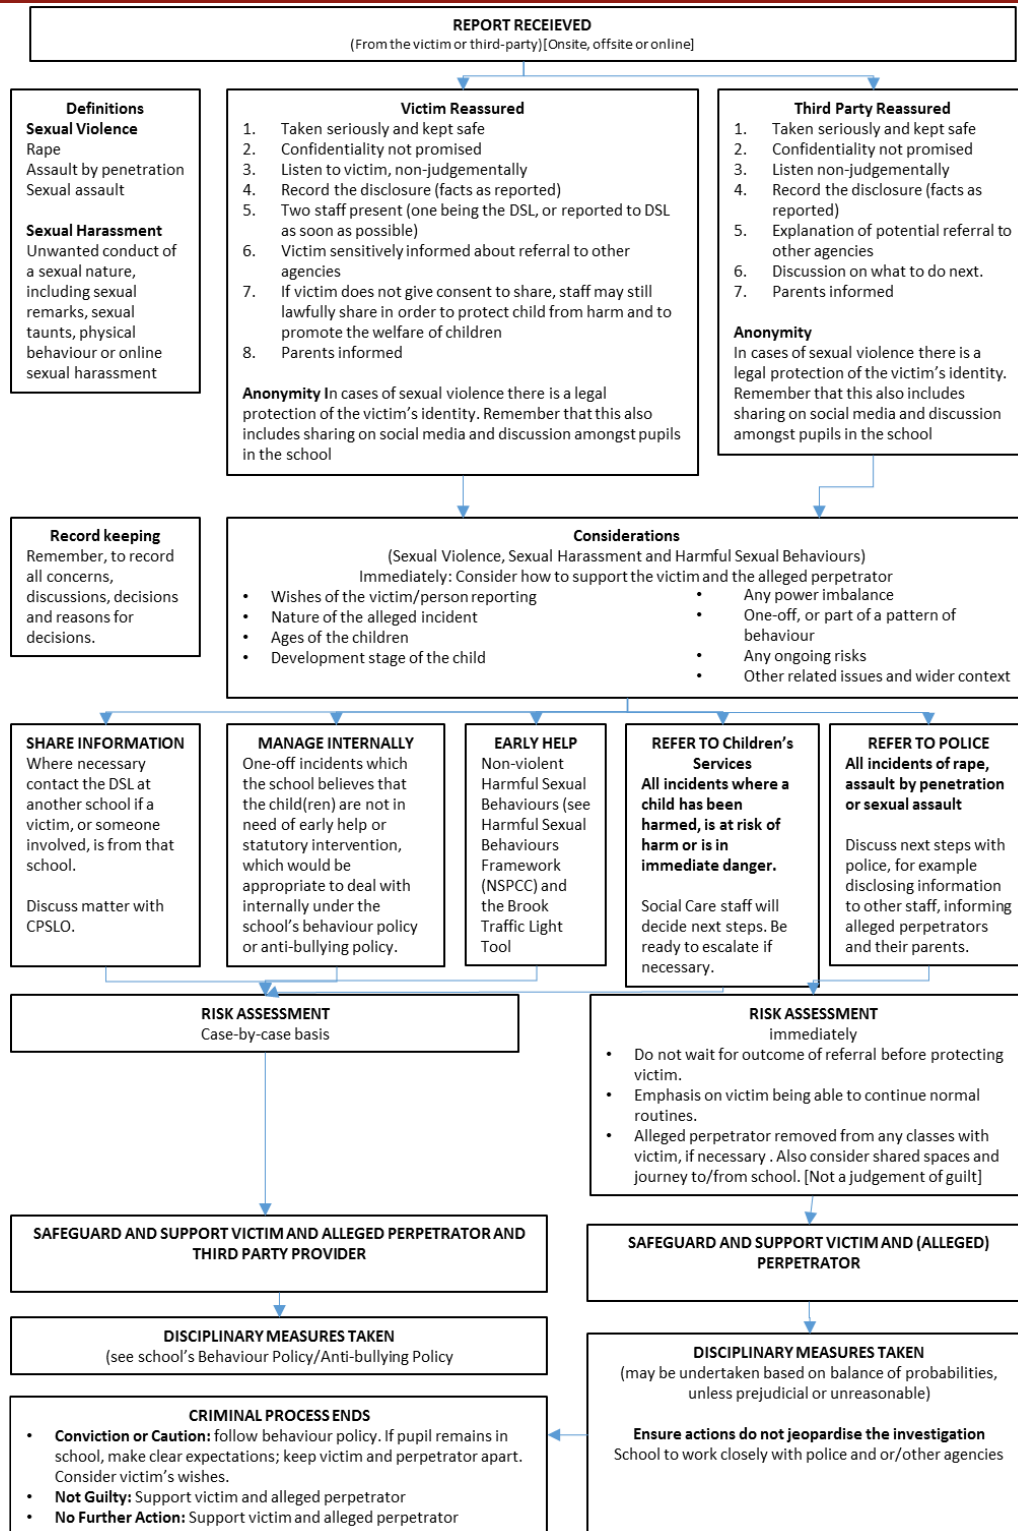 REPORT RECEIEVED
(From the victim or third-party)[Onsite, offsite or online]
Definitions
Sexual Violence
Rape
Assault by penetration
Sexual assault
Sexual Harassment
Unwanted conduct of
a sexual nature,
including sexual
remarks, sexual
taunts, physical
behaviour or online
sexual harassment
Victim Reassured
1. Taken seriously and kept safe
2. Confidentiality not promised
3. Listen to victim, non-judgementally
4. Record the disclosure (facts as reported)
5. Two staff present (one being the DSL, or reported to DSL
as soon as possible)
6. Victim sensitively informed about referral to other
agencies
7. If victim does not give consent to share, staff may still
lawfully share in order to protect child from harm and to
promote the welfare of children
8. Parents informed
Anonymity In cases of sexual violence there is a legal
protection of the victim's identity. Remember that this also
includes sharing on social media and discussion amongst pupils
in the school
Third Party Reassured
1. Taken seriously and kept safe
2. Confidentiality not promised
3. Listen non-judgementally
4. Record the disclosure (facts as
reported)
5. Explanation of potential referral to
other agencies
6. Discussion on what to do next.
7. Parents informed
Anonymity
In cases of sexual violence there is a
legal protection of the victim's identity.
Remember that this also includes
sharing on social media and discussion
amongst pupils in the school
Record keeping
Remember, to record
all concerns,
discussions, decisions
and reasons for
decisions.
Considerations
(Sexual Violence, Sexual Harassment and Harmful Sexual Behaviours)
Immediately: Consider how to support the victim and the alleged perpetrator
• Wishes of the victim/person reporting
• Nature of the alleged incident
• Ages of the children
• Development stage of the child
• Any power imbalance
• One-off, or part of a pattern of
behaviour
• Any ongoing risks
• Other related issues and wider context
SHARE INFORMATION
Where necessary
contact the DSL at
another school if a
victim, or someone
involved, is from that
school.
Discuss matter with
CPSLO.
MANAGE INTERNALLY
One-off incidents which
the school believes that
the child(ren) are not in
need of early help or
statutory intervention,
which would be
appropriate to deal with
internally under the
school's behaviour policy
or anti-bullying policy.
EARLY HELP
Non-violent
Harmful Sexual
Behaviours (see
Harmful Sexual
Behaviours
Framework
(NSPCC) and
the Brook
Traffic Light
Tool
REFER TO Children's
Services
All incidents where a
child has been
harmed, is at risk of
harm or is in
immediate danger.
Social Care staff will
decide next steps. Be
ready to escalate if
necessary.
REFER TO POLICE
All incidents of rape,
assault by penetration
or sexual assault
Discuss next steps with
police, for example
disclosing information
to other staff, informing
alleged perpetrators
and their parents.
RISK ASSESSMENT
Case-by-case basis
RISK ASSESSMENT
immediately
• Do not wait for outcome of referral before protecting
victim.
• Emphasis on victim being able to continue normal
routines.
• Alleged perpetrator removed from any classes with
victim, if necessary . Also consider shared spaces and
journey to/from school. [Not a judgement of guilt]
SAFEGUARD AND SUPPORT VICTIM AND ALLEGED PERPETRATOR AND
THIRD PARTY PROVIDER
SAFEGUARD AND SUPPORT VICTIM AND (ALLEGED)
PERPETRATOR
DISCIPLINARY MEASURES TAKEN
(see school's Behaviour Policy/Anti-bullying Policy
DISCIPLINARY MEASURES TAKEN
(may be undertaken based on balance of probabilities,
unless prejudicial or unreasonable)
Ensure actions do not jeopardise the investigation
School to work closely with police and or/other agencies
CRIMINAL PROCESS ENDS
• Conviction or Caution: follow behaviour policy. If pupil remains in
school, make clear expectations; keep victim and perpetrator apart.
Consider victim's wishes.
• Not Guilty: Support victim and alleged perpetrator
• No Further Action: Support victim and alleged perpetrator